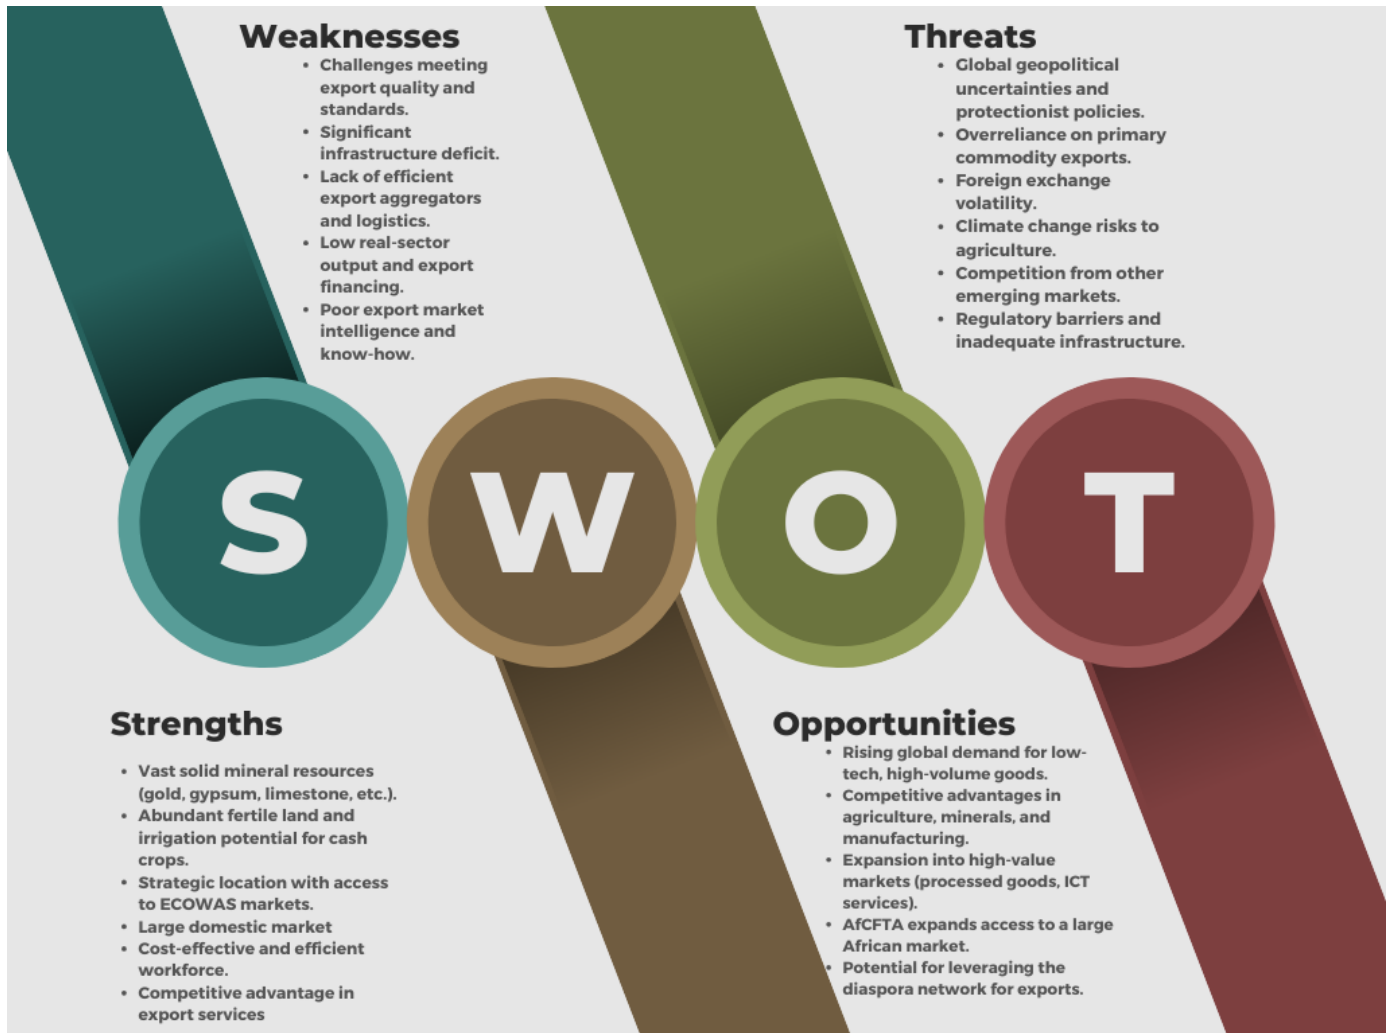 Weaknesses
• Challenges meeting
export quality and
standards.
• Significant
infrastructure deficit.
• Lack of efficient
export aggregators
and logistics.
• Low real-sector
output and export
financing.
• Poor export market
intelligence and
know-how.
Threats
• Global geopolitical
uncertainties and
protectionist policies.
• Overreliance on primary
commodity exports.
• Foreign exchange
volatility.
• Climate change risks to
agriculture.
• Competition from other
emerging markets.
• Regulatory barriers and
inadequate infrastructure.
S
W
O
T
Strengths
• Vast solid mineral resources
(gold, gypsum, limestone, etc.).
• Abundant fertile land and
irrigation potential for cash
crops.
• Strategic location with access
to ECOWAS markets.
• Large domestic market
• Cost-effective and efficient
workforce.
• Competitive advantage in
export services
Opportunities
• Rising global demand for low-
tech, high-volume goods.
• Competitive advantages in
agriculture, minerals, and
manufacturing.
• Expansion into high-value
markets (processed goods, ICT
services).
• AfCFTA expands access to a large
African market.
• Potential for leveraging the
diaspora network for exports.